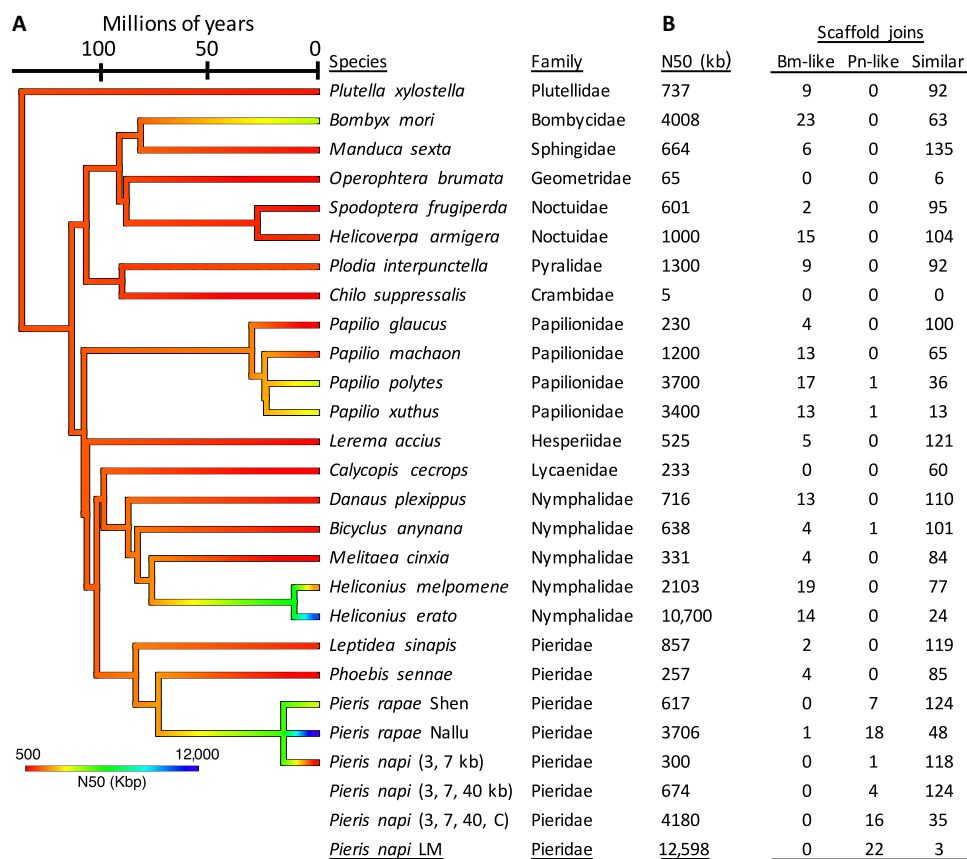 A Millions of years B
100 50 0 Scaffold joins
Species Family N50 (kb) Bm-like Pn-like Similar
Plutella xylostella Plutellidae 737 9 0 92
Bombyx mori Bombycidae 4008 23 0 63
Manduca sexta Sphingidae 664 6 0 135
Operophtera brumata Geometridae 65 0 0 6
Spodoptera frugiperda Noctuidae 601 2 0 95
Helicoverpa armigera Noctuidae 1000 15 0 104
Plodia interpunctella Pyralidae 1300 9 0 92
Chilo suppressalis Crambidae 5 0 0 0
Papilio glaucus Papilionidae 230 4 0 100
Papilio machaon Papilionidae 1200 13 0 65
Papilio polytes Papilionidae 3700 17 1 36
Papilio xuthus Papilionidae 3400 13 1 13
Lerema accius Hesperiidae 525 5 0 121
Calycopis cecrops Lycaenidae 233 0 0 60
Danaus plexippus Nymphalidae 716 13 0 110
Bicyclus anynana Nymphalidae 638 4 1 101
Melitaea cinxia Nymphalidae 331 4 0 84
Heliconius melpomene Nymphalidae 2103 19 0 77
Heliconius erato Nymphalidae 10,700 14 0 24
Leptidea sinapis Pieridae 857 2 0 119
Phoebis sennae Pieridae 257 4 0 85
Pieris rapae Shen Pieridae 617 0 7 124
Pieris rapae Nallu Pieridae 3706 1 18 48
500 12,000
Pieris napi (3, 7 kb) Pieridae 300 0 1 118
N50 (Kbp)
Pieris napi (3, 7, 40 kb) Pieridae 674 0 4 124
Pieris napi (3, 7, 40, C) Pieridae 4180 0 16 35
Pieris napi LM Pieridae 12,598 0 22 3